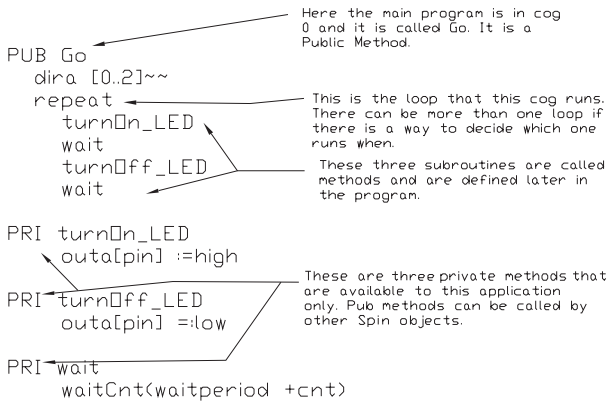 PUB Go
dira [0..2]~~
repeat
turnOn_LED
wait
turnOff_LED
wait
PRI turnOn_LED
outa[pin] :=high
PRI turnOff_LED
outa[pin] =:low
PRI wait
waitCnt(waitperiod +cnt)
Here the main program is in cog
0 and it is called Go. It is a
Public Method.
This is the loop that this cog runs.
There can be more than one loop if
there is a way to decide which one
runs when.
These three subroutines are called
methods and are defined later in
the program.
These are three private methods that
are available to this application
only. Pub methods can be called by
other Spin objects.